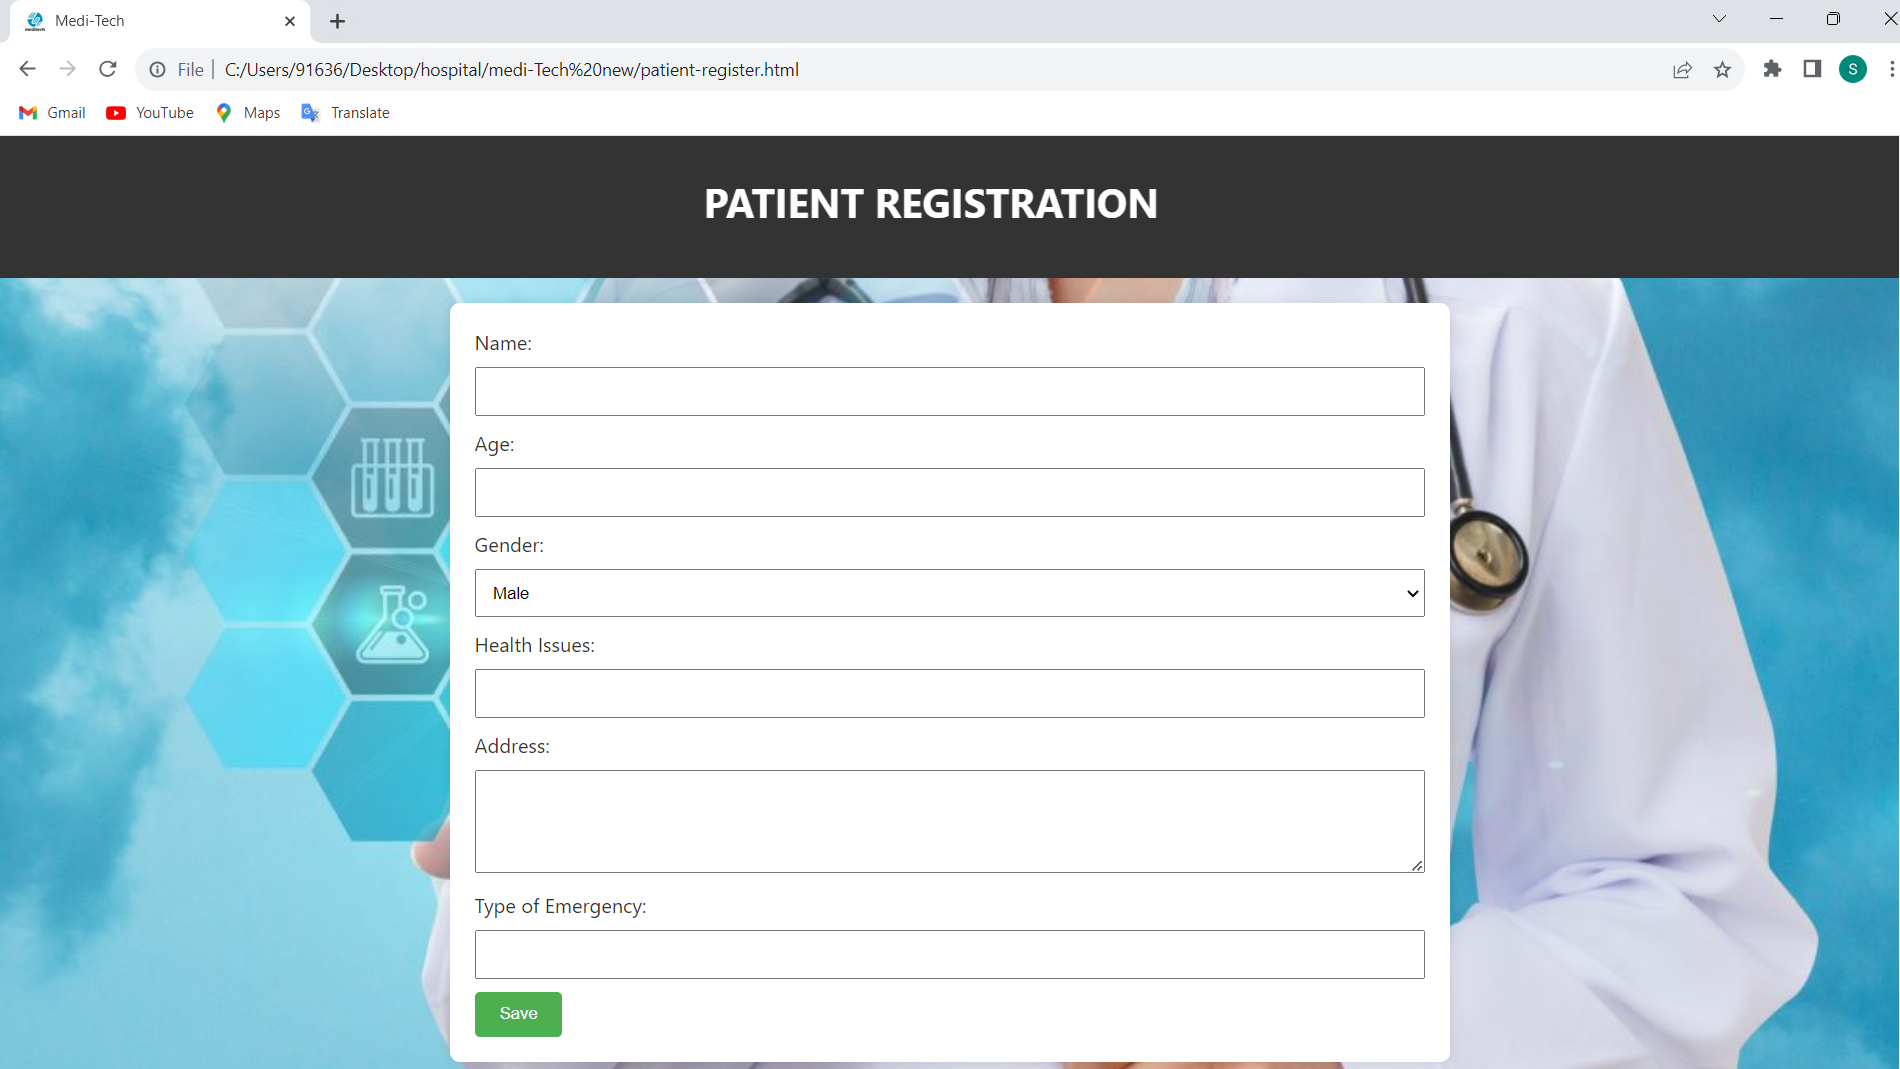 Medi-Tech
File C:/Users/91636/Desktop/hospital/medi-Tech%20new/patient-register.html
S
Gmail YouTube Maps Translate
PATIENT REGISTRATION
Name:
Age:
Gender:
Male
Health Issues:
Address:
Type of Emergency:
Save